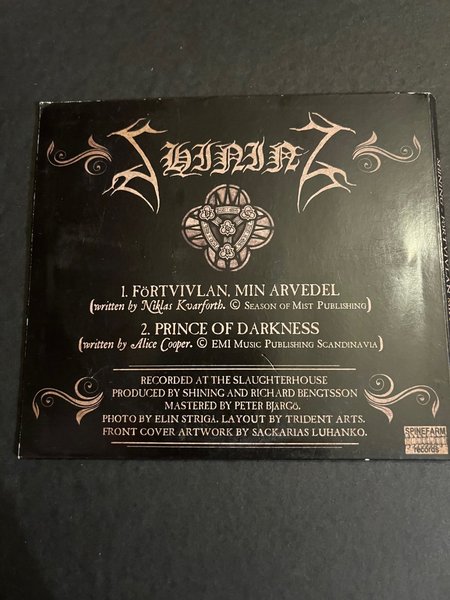 SHINING
1. FöRTVIVLAN, MIN ARVEDEL
(written by Niklas Kvarforth. © SEASON OF MIST PUBLISHING)
2. PRINCE OF DARKNESS
(written by Alice Cooper. © EMI MUSIC PUBLISHING SCANDINAVIA)
RECORDED AT THE SLAUGHTERHOUSE
PRODUCED BY SHINING AND RICHARD BENGTSSON
MASTERED BY PETER BJARGö.
PHOTO BY ELIN STRIGA. LAYOUT BY TRIDENT ARTS.
FRONT COVER ARTWORK BY SACKARIAS LUHANKO.
SPINEFARM
records